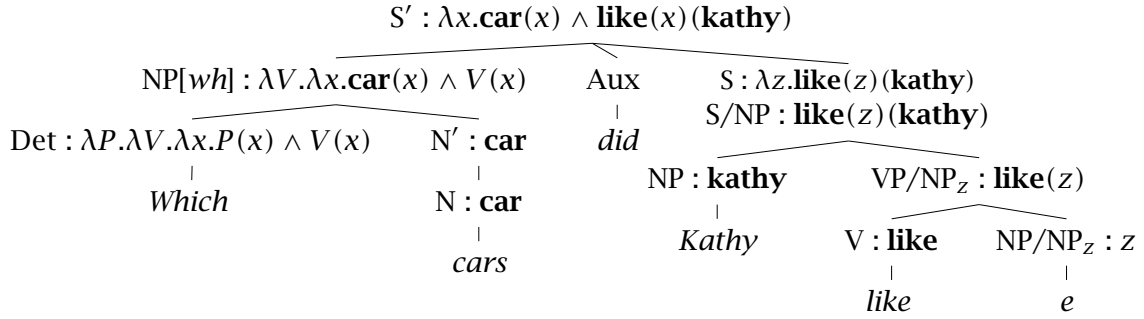 S′ : λx.car(x) ∧ like(x)(kathy)
NP[wh] : λV.λx.car(x) ∧ V(x) Aux S : λz.like(z)(kathy)
S/NP : like(z)(kathy)
Det : λP.λV.λx.P(x) ∧ V(x) N′ : car did
NP : kathy VP/NP_z : like(z)
Which N : car
Kathy V : like NP/NP_z : z
cars
like e